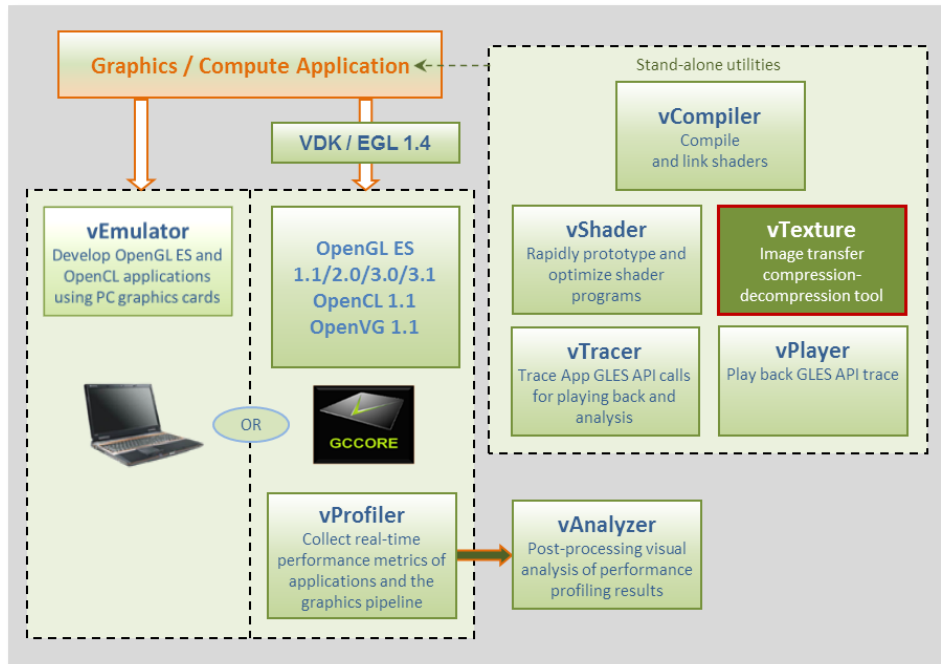 Graphics / Compute Application
VDK / EGL 1.4
vEmulator
Develop OpenGL ES and
OpenCL applications
using PC graphics cards
OpenGL ES
1.1/2.0/3.0/3.1
OpenCL 1.1
OpenVG 1.1
OR
GCCORE
vProfiler
Collect real-time
performance metrics of
applications and the
graphics pipeline
vAnalyzer
Post-processing visual
analysis of performance
profiling results
Stand-alone utilities
vCompiler
Compile
and link shaders
vShader
Rapidly prototype and
optimize shader
programs
vTexture
Image transfer
compression-
decompression tool
vTracer
Trace App GLES API calls
for playing back and
analysis
vPlayer
Play back GLES API trace